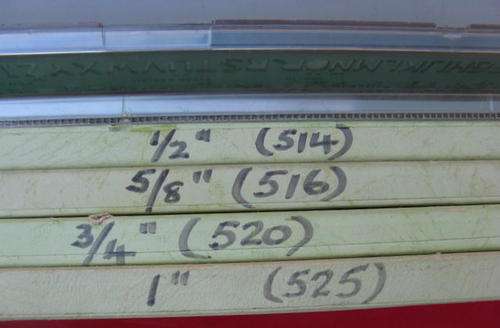 1/2" (514)
5/8" (516)
3/4" (520)
1" (525)